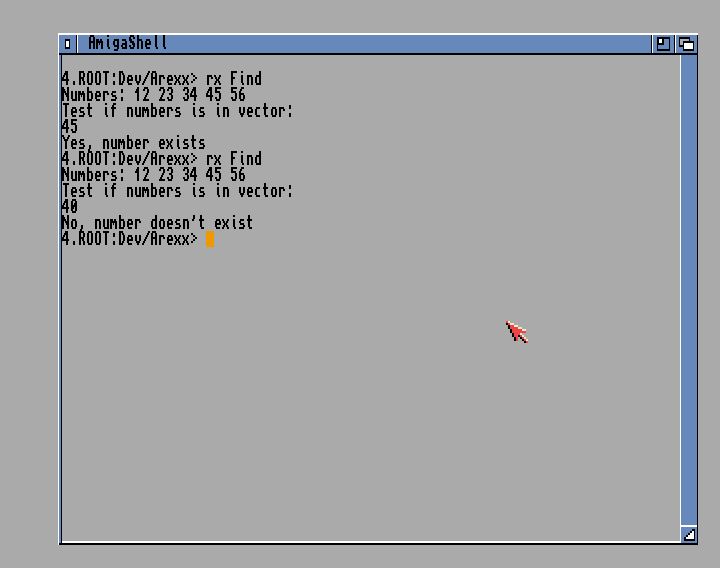 AmigaShell
4.ROOT:Dev/Arexx> rx Find
Numbers: 12 23 34 45 56
Test if numbers is in vector:
45
Yes, number exists
4.ROOT:Dev/Arexx> rx Find
Numbers: 12 23 34 45 56
Test if numbers is in vector:
40
No, number doesn't exist
4.ROOT:Dev/Arexx>